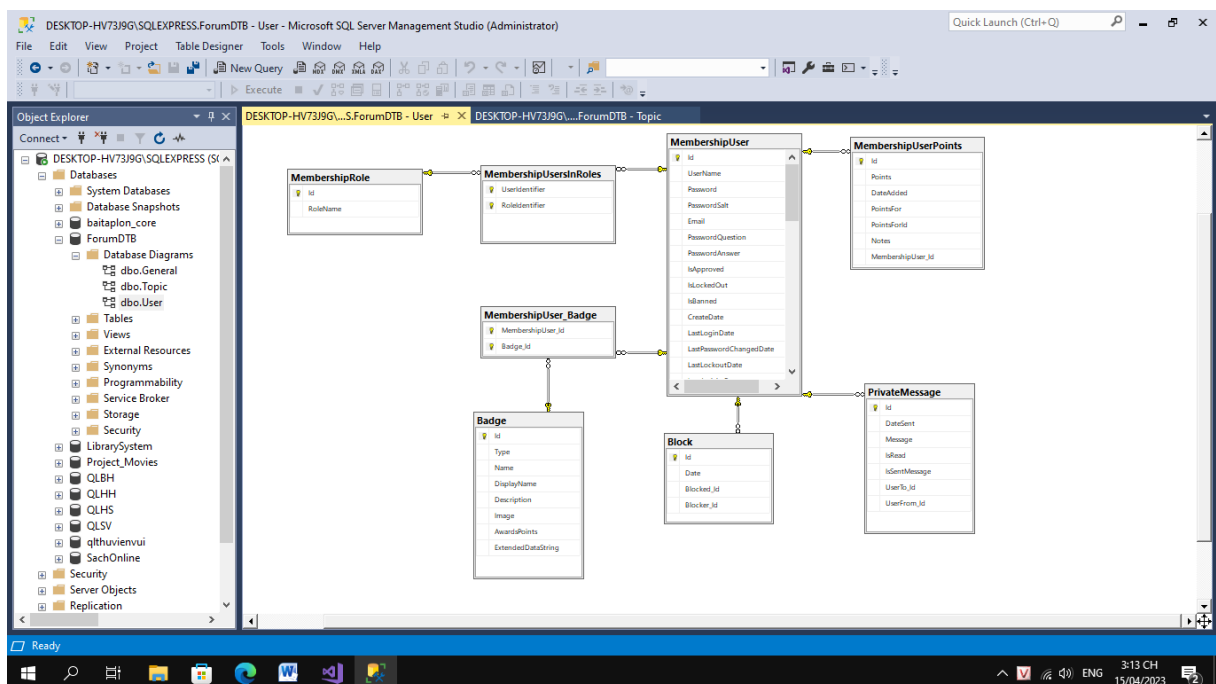 DESKTOP-HV73J9G\SQLEXPRESS.ForumDTB - User - Microsoft SQL Server Management Studio (Administrator)
Quick Launch (Ctrl+Q)
File Edit View Project Table Designer Tools Window Help
New Query
Execute
Object Explorer
Connect
DESKTOP-HV73J9G\SQLEXPRESS (S
Databases
System Databases
Database Snapshots
baitaplon_core
ForumDTB
Database Diagrams
dbo.General
dbo.Topic
dbo.User
Tables
Views
External Resources
Synonyms
Programmability
Service Broker
Storage
Security
LibrarySystem
Project_Movies
QLBH
QLHH
QLHS
QLSV
qlthuvienvui
SachOnline
Security
Server Objects
Replication
DESKTOP-HV73J9G\...S.ForumDTB - User
DESKTOP-HV73J9G\....ForumDTB - Topic
MembershipRole
Id
RoleName
MembershipUsersInRoles
UserIdentifier
RoleIdentifier
MembershipUser
Id
UserName
Password
PasswordSalt
Email
PasswordQuestion
PasswordAnswer
IsApproved
IsLockedOut
IsBanned
CreateDate
LastLoginDate
LastPasswordChangedDate
LastLockoutDate
MembershipUserPoints
Id
Points
DateAdded
PointsFor
PointsForId
Notes
MembershipUser_Id
MembershipUser_Badge
MembershipUser_Id
Badge_Id
Badge
Id
Type
Name
DisplayName
Description
Image
AwardsPoints
ExtendedDataString
Block
Id
Date
Blocked_Id
Blocker_Id
PrivateMessage
Id
DateSent
Message
IsRead
IsSentMessage
UserTo_Id
UserFrom_Id
Ready
ENG
3:13 CH
15/04/2023